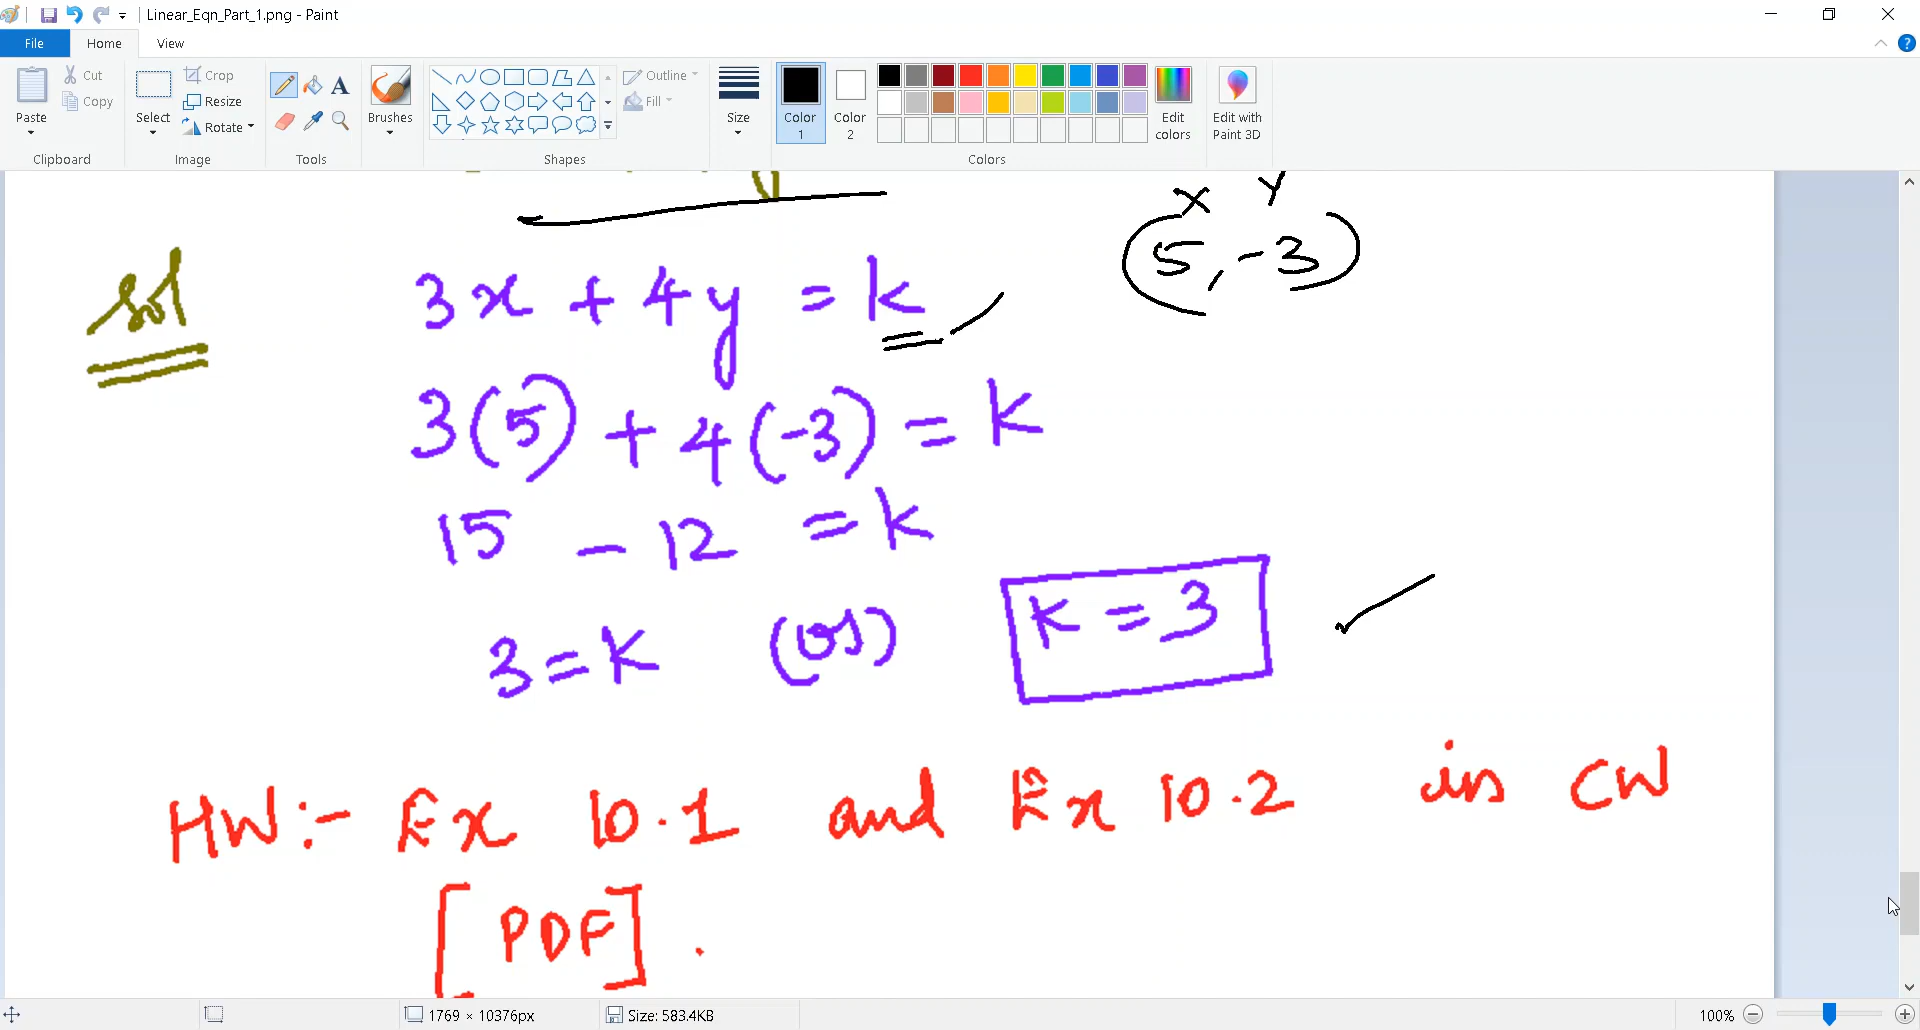 Linear_Eqn_Part_1.png - Paint
File Home View
Paste Cut Copy Select Crop Resize Rotate Brushes Outline Fill Size Color 1 Color 2 Edit colors Edit with Paint 3D
Clipboard Image Tools Shapes Colors
x y
(5, -3)
sol
3x + 4y = k
3(5) + 4(-3) = k
15 - 12 = k
3 = k (or) k = 3
HW:- Ex 10.1 and Ex 10.2 in CW
[PDF].
1769 × 10376px Size: 583.4KB 100%